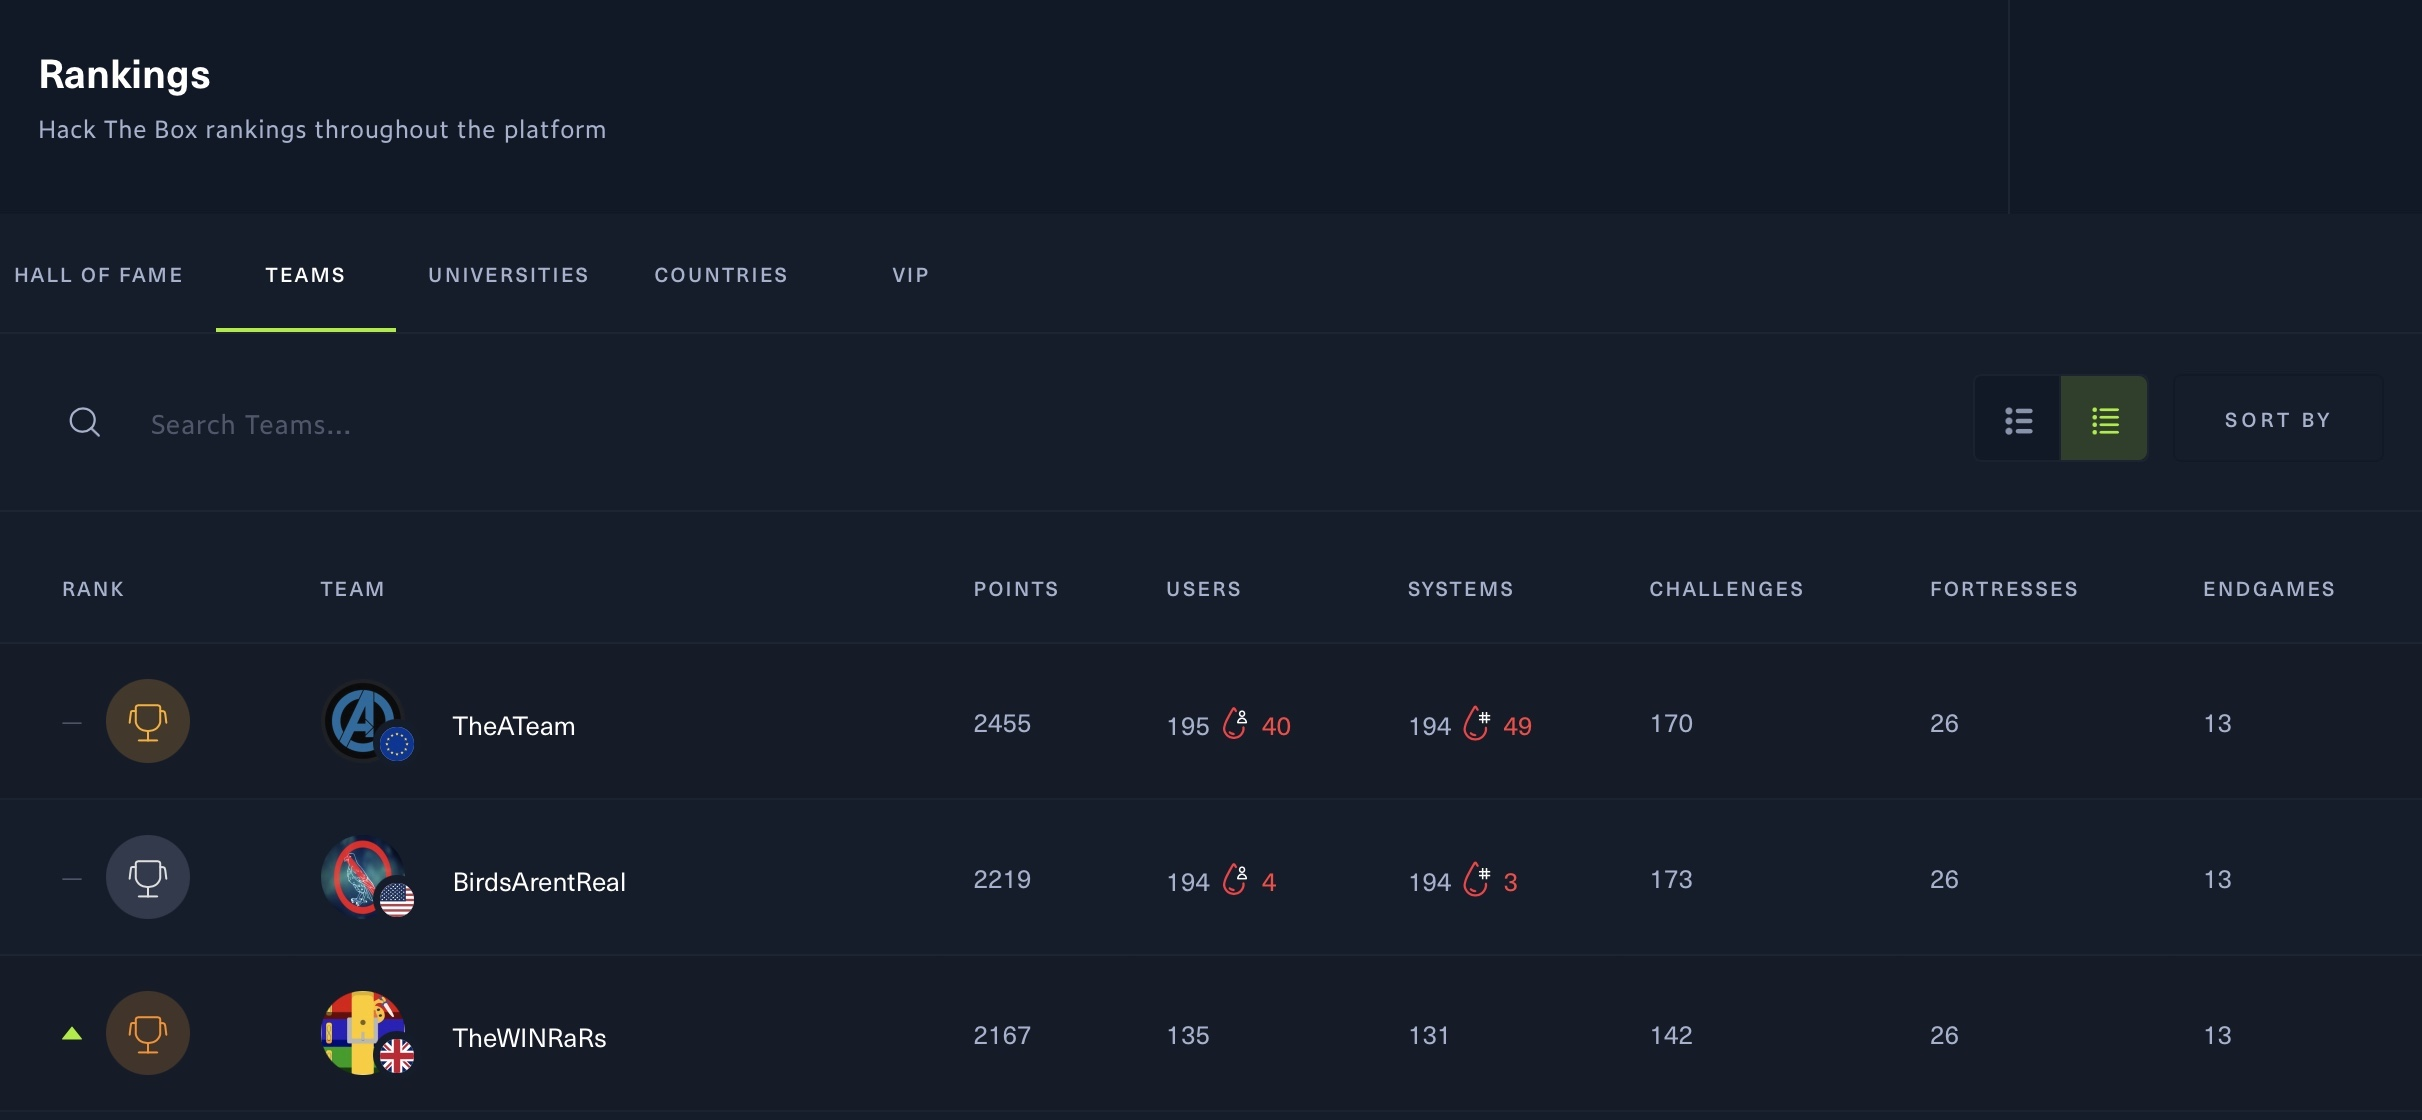 Rankings
Hack The Box rankings throughout the platform
HALL OF FAME TEAMS UNIVERSITIES COUNTRIES VIP
Search Teams... SORT BY
RANK TEAM POINTS USERS SYSTEMS CHALLENGES FORTRESSES ENDGAMES
TheATeam 2455 195 40 194 # 49 170 26 13
BirdsArentReal 2219 194 4 194 # 3 173 26 13
TheWINRaRs 2167 135 131 142 26 13